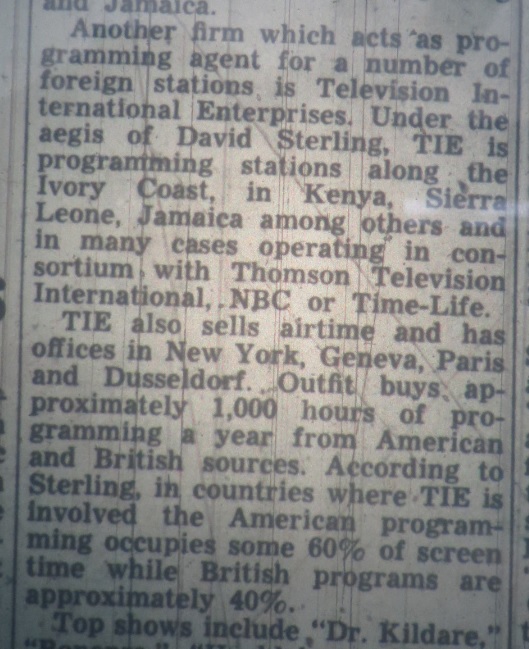 and Jamaica.
Another firm which acts as pro-
gramming agent for a number of
foreign stations is Television In-
ternational Enterprises. Under the
aegis of David Sterling, TIE is
programming stations along the
Ivory Coast, in Kenya, Sierra
Leone, Jamaica among others and
in many cases operating in con-
sortium with Thomson Television
International, NBC or Time-Life.
TIE also sells airtime and has
offices in New York, Geneva, Paris
and Dusseldorf. Outfit buys ap-
proximately 1,000 hours of pro-
gramming a year from American
and British sources. According to
Sterling, in countries where TIE is
involved the American program-
ming occupies some 60% of screen
time while British programs are
approximately 40%.
Top shows include "Dr. Kildare,"